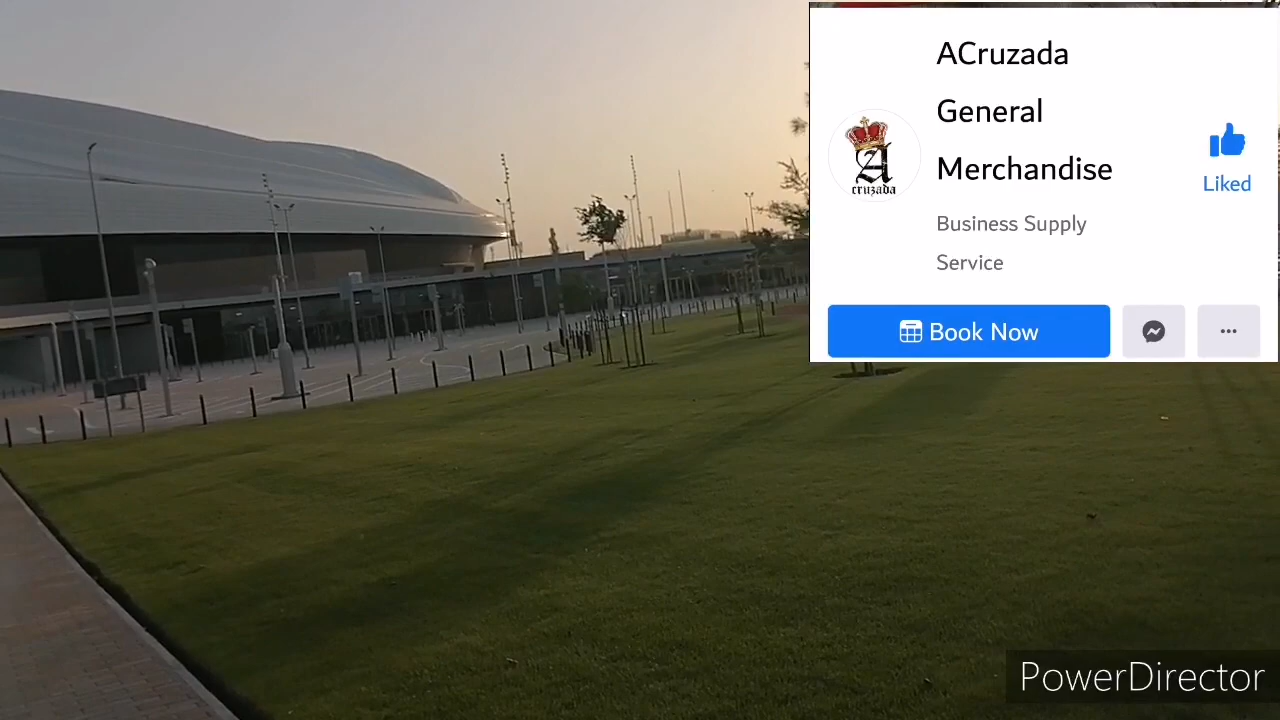 ACruzada
General
Merchandise
A
cruzada
Liked
Business Supply
Service
Book Now
PowerDirector